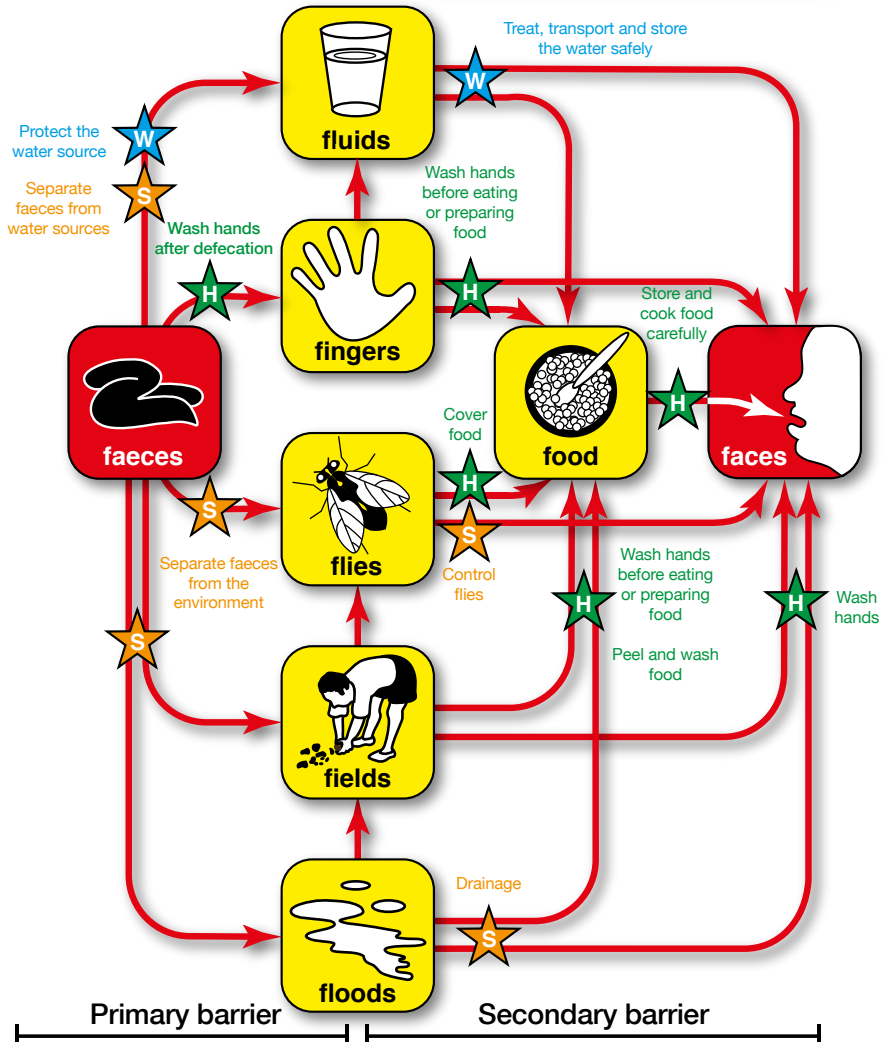 Treat, transport and store
the water safely
W
fluids
Protect the
water source
W
Separate
faeces from
water sources
S
Wash hands
before eating
or preparing
food
Wash hands
after defecation
H
H
fingers
Store and
cook food
carefully
H
faeces
food
faces
Cover
food
H
S
S
flies
Control
flies
Separate faeces
from the
environment
Wash hands
before eating
or preparing
food
H
H
Wash
hands
S
Peel and wash
food
fields
Drainage
S
floods
Primary barrier
Secondary barrier